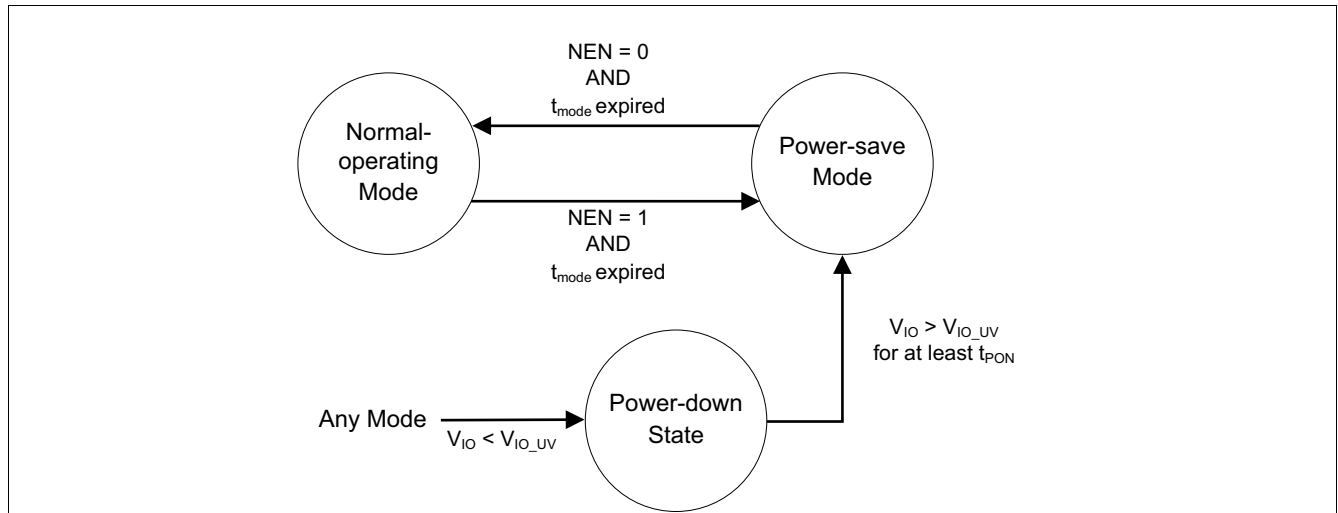 NEN = 0
AND
tmode expired
Normal-
operating
Mode
Power-save
Mode
NEN = 1
AND
tmode expired
VIO > VIO_UV
for at least tPON
Any Mode
VIO < VIO_UV
Power-down
State